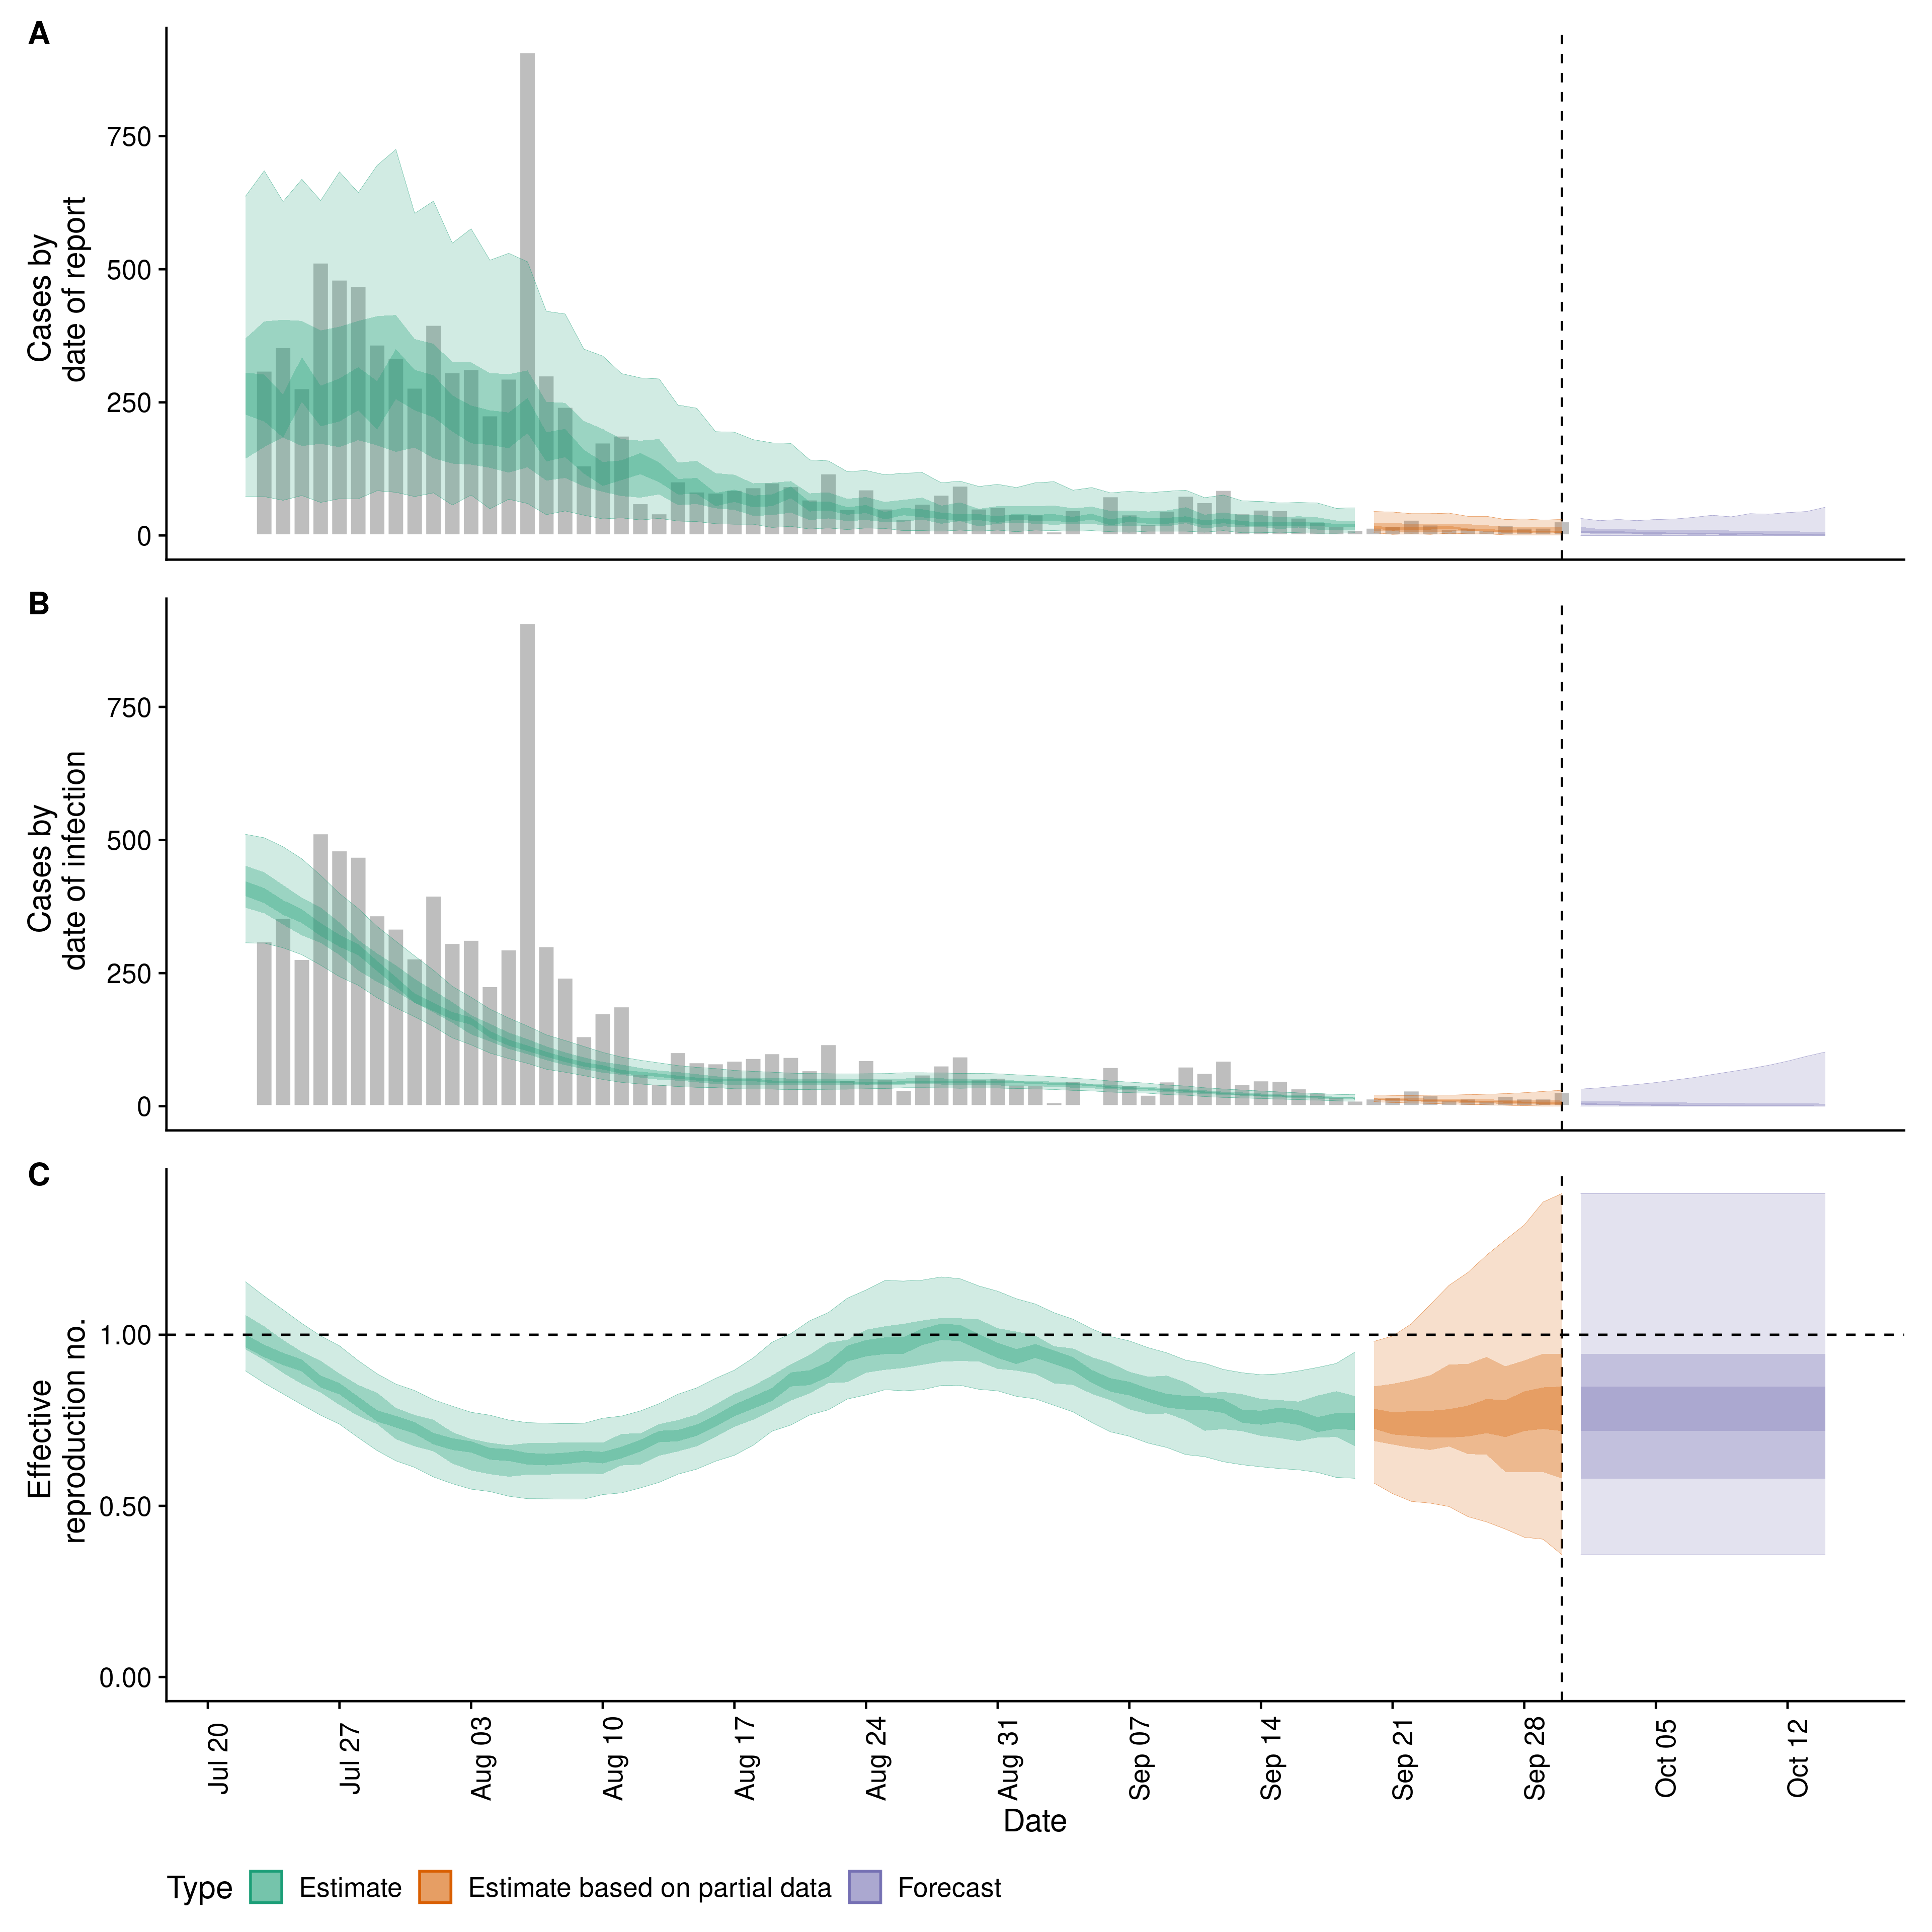 A
Cases by
date of report
750
500
250
0
B
Cases by
date of infection
750
500
250
0
C
Effective
reproduction no.
1.00
0.50
0.00
Jul 20
Jul 27
Aug 03
Aug 10
Aug 17
Aug 24
Aug 31
Sep 07
Sep 14
Sep 21
Sep 28
Oct 05
Oct 12
Date
Type Estimate Estimate based on partial data Forecast